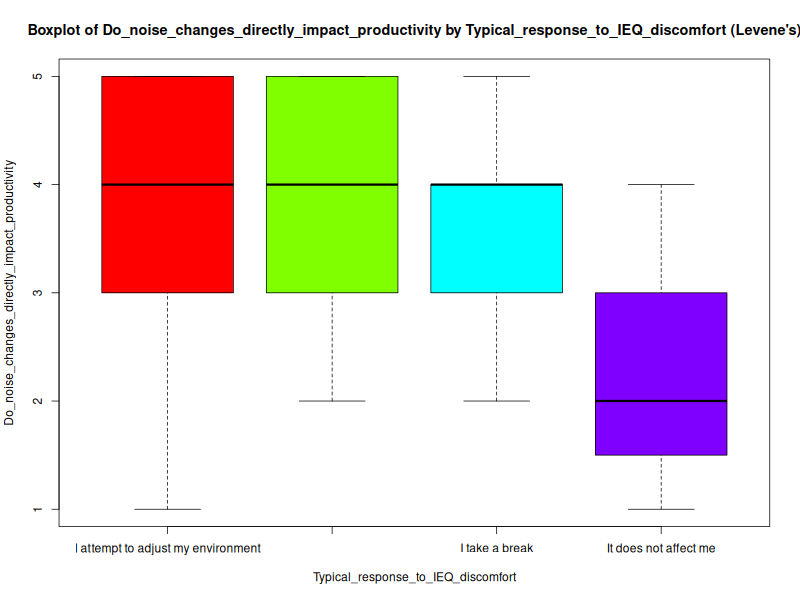 Boxplot of Do_noise_changes_directly_impact_productivity by Typical_response_to_IEQ_discomfort (Levene's)
Do_noise_changes_directly_impact_productivity
5
4
3
2
1
I attempt to adjust my environment
I take a break
It does not affect me
Typical_response_to_IEQ_discomfort